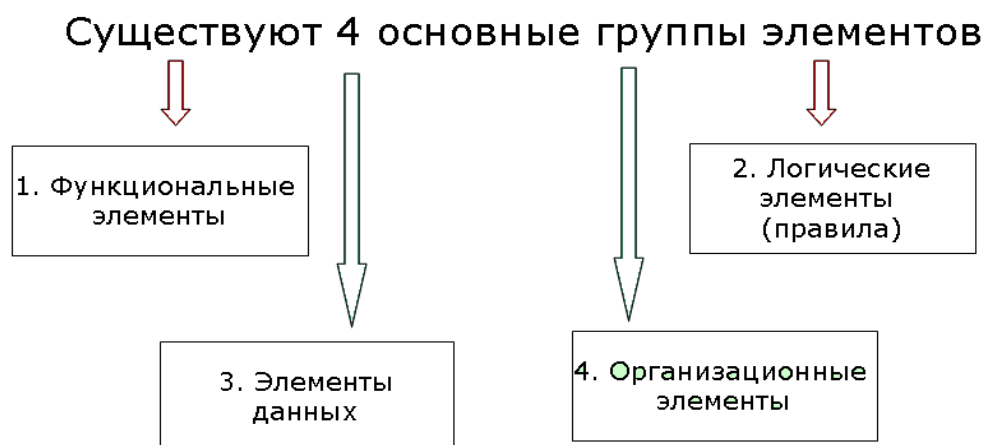 Существуют 4 основные группы элементов
1. Функциональные
элементы
2. Логические
элементы
(правила)
3. Элементы
данных
4. Организационные
элементы